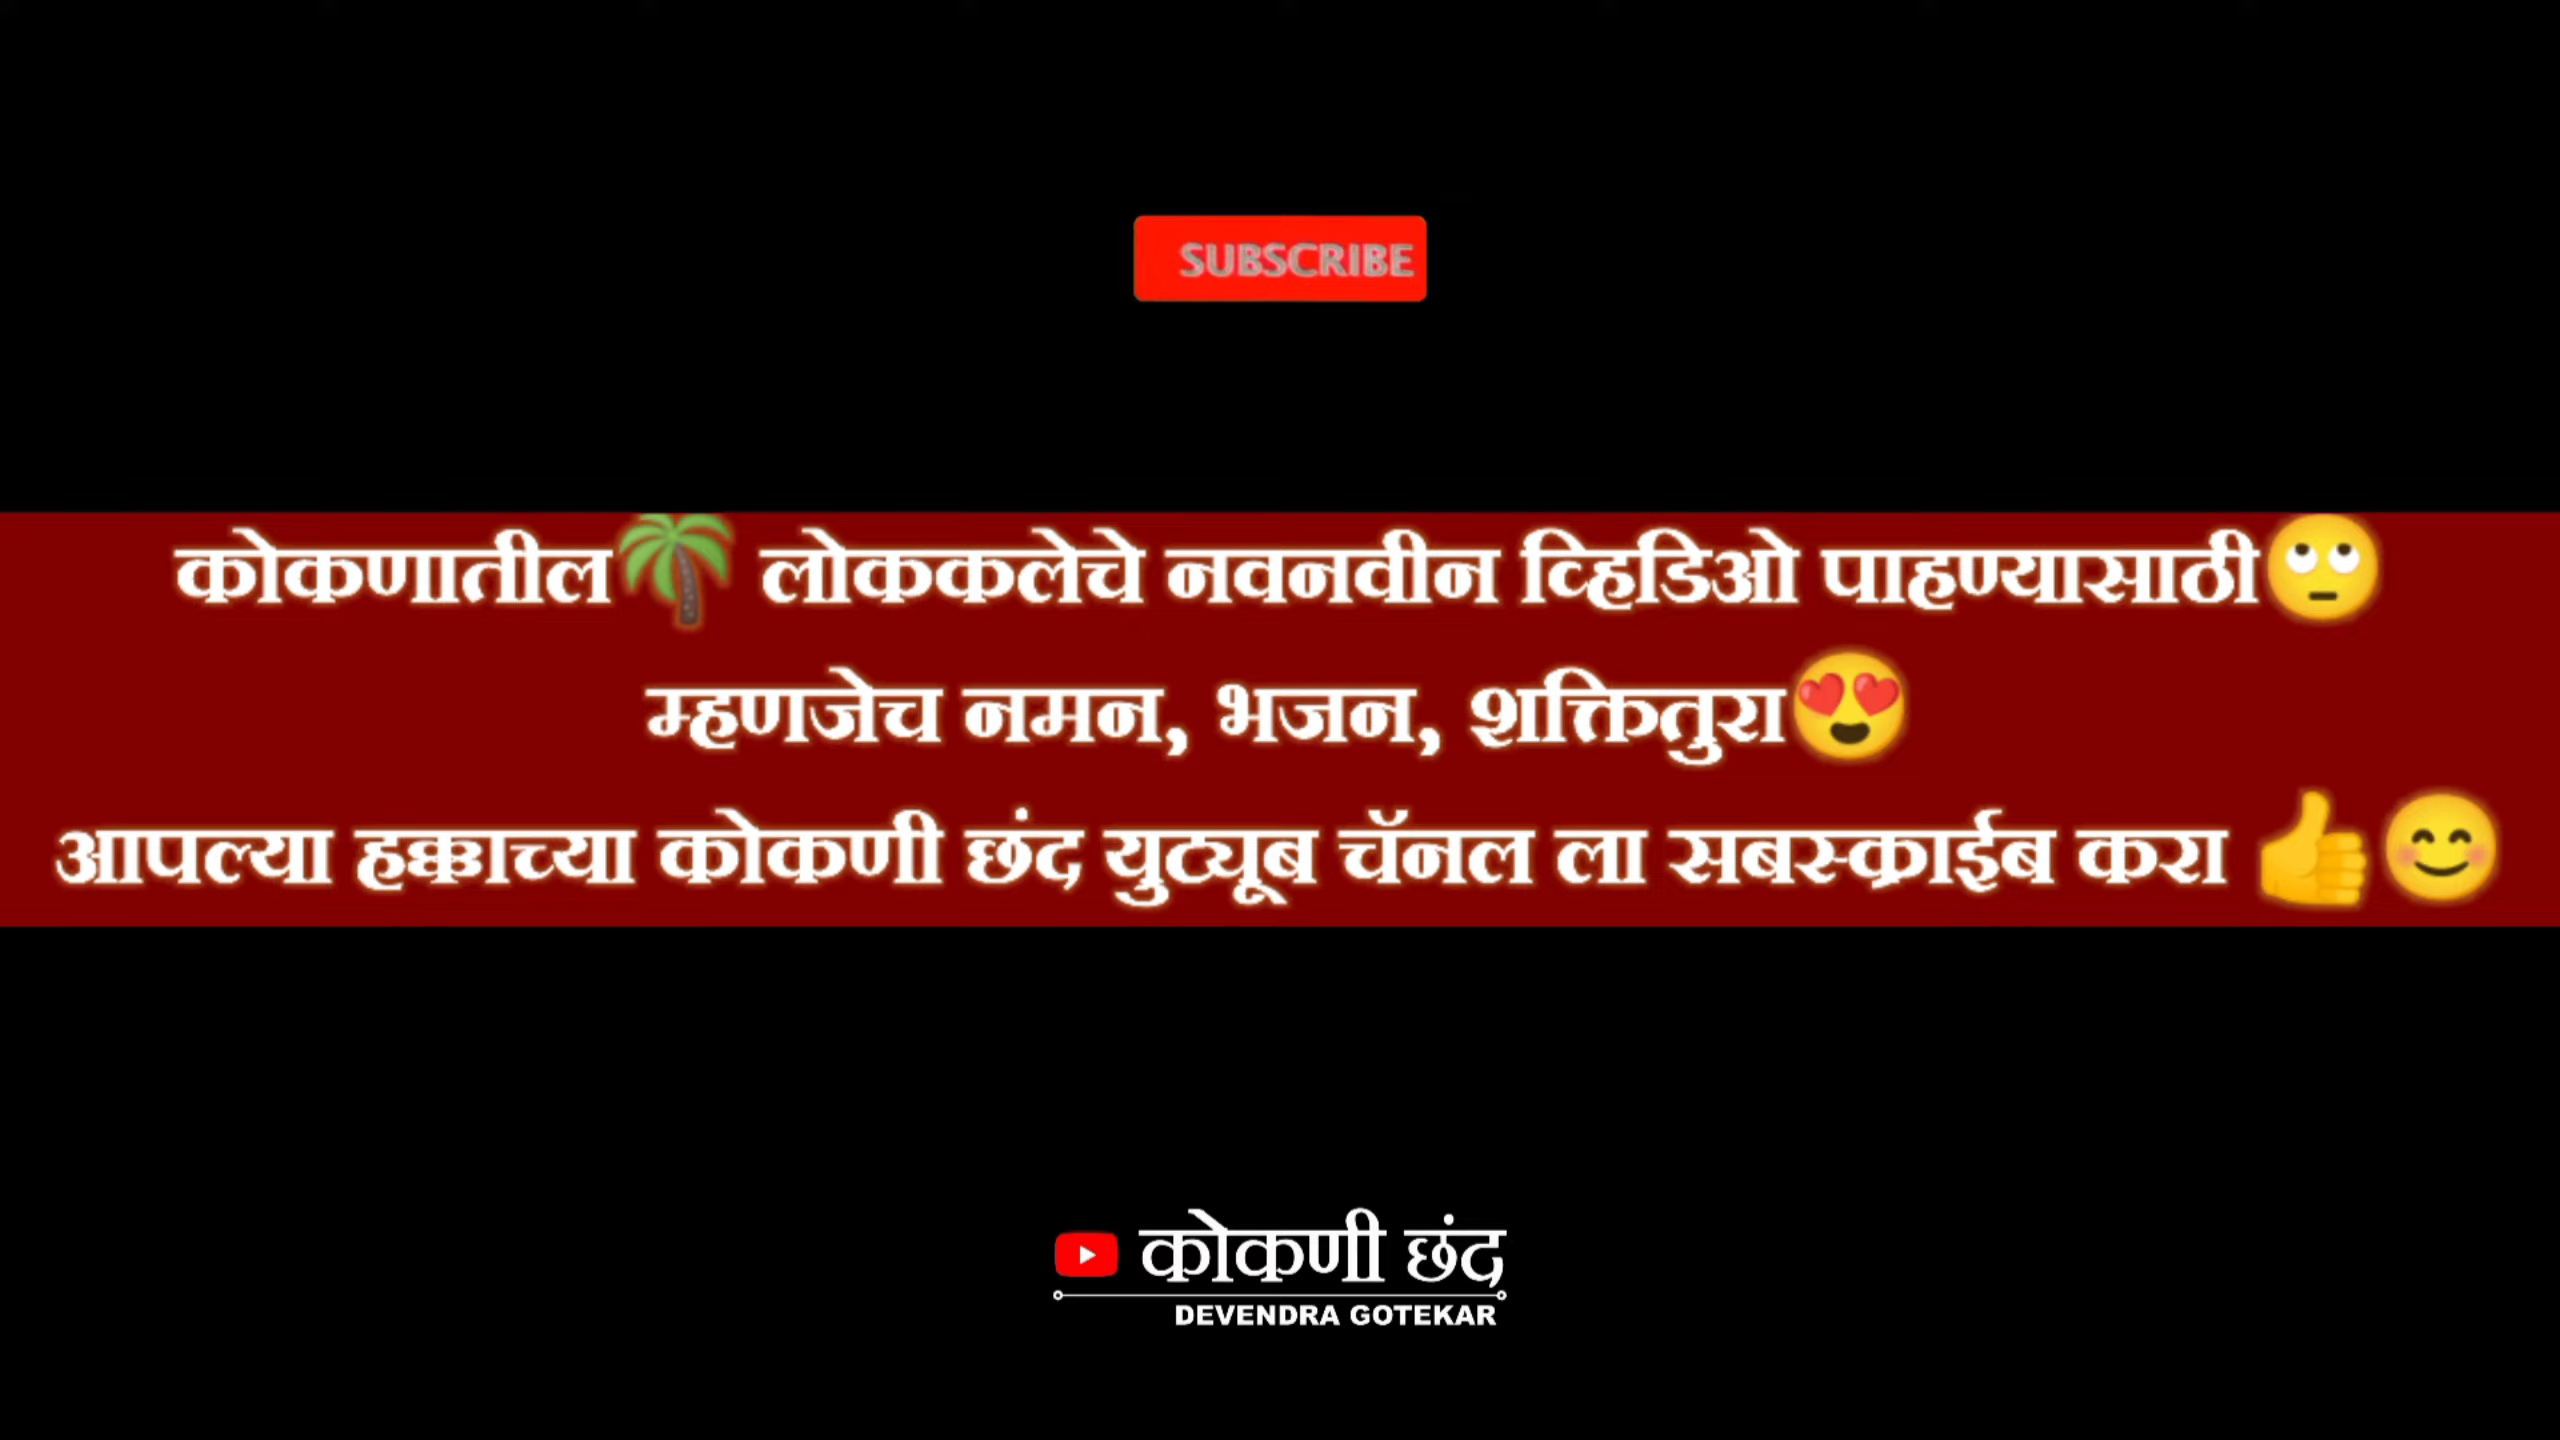 SUBSCRIBE
कोकणातील🌴 लोककलेचे नवनवीन व्हिडिओ पाहण्यासाठी🙄
म्हणजेच नमन, भजन, शक्तितुरा😍
आपल्या हक्काच्या कोकणी छंद युट्यूब चॅनल ला सबस्क्राईब करा 👍😊
कोकणी छंद
DEVENDRA GOTEKAR